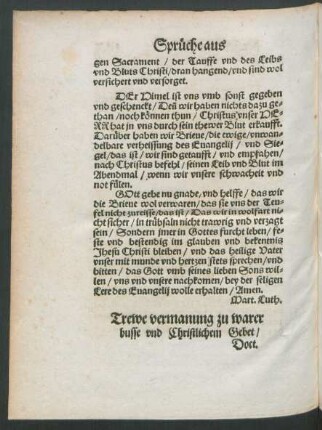 Sprüche aus
gen Sacrament / der Tauffe vnd des Leibs
vnd Bluts Christi / dran hangend / vnd sind wol
versichert vnd versorget.
DEr Himel ist vns vmb sonst gegeben
vnd geschenckt / Des wir haben nichts dazu ge-
than / noch können thun / Christus vnser HE-
RR hat jn vns durch sein thewer Blut erkaufft.
Darüber haben wir Brieue / die ewige / vnwan-
delbare verheissung des Euangelij / vnd Sie-
gel / das ist / wir sind getaufft / vnd empfahen /
nach Christus befehl / seinen Leib vnd Blut im
Abendmal / wenn wir vnsere schwacheit vnd
not fülen.
GOtt gebe nu gnade / vnd helffe / das wir
die Brieue wol verwaren / das sie vns der Teu-
fel nicht zureisse / das ist / Das wir in wolfart ni-
cht sicher / in trübsaln nicht trawrig vnd verzagt
sein / Sondern jmer in Gottes furcht leben / fe-
ste vnd bestendig im glauben vnd bekentnis
Jhesu Christi bleiben / vnd das heilige Vater
vnser mit munde vnd hertzen stets sprechen / vnd
bitten / das Gott vmb seines lieben Sons wil-
len / vns vnd vnsere nachkomen / bey der seligen
Lere des Euangelij wolle erhalten / Amen.
Mart. Luth.
Trewe vermanung zu warer
busse vnd Christlichem Gebet /
Doct.